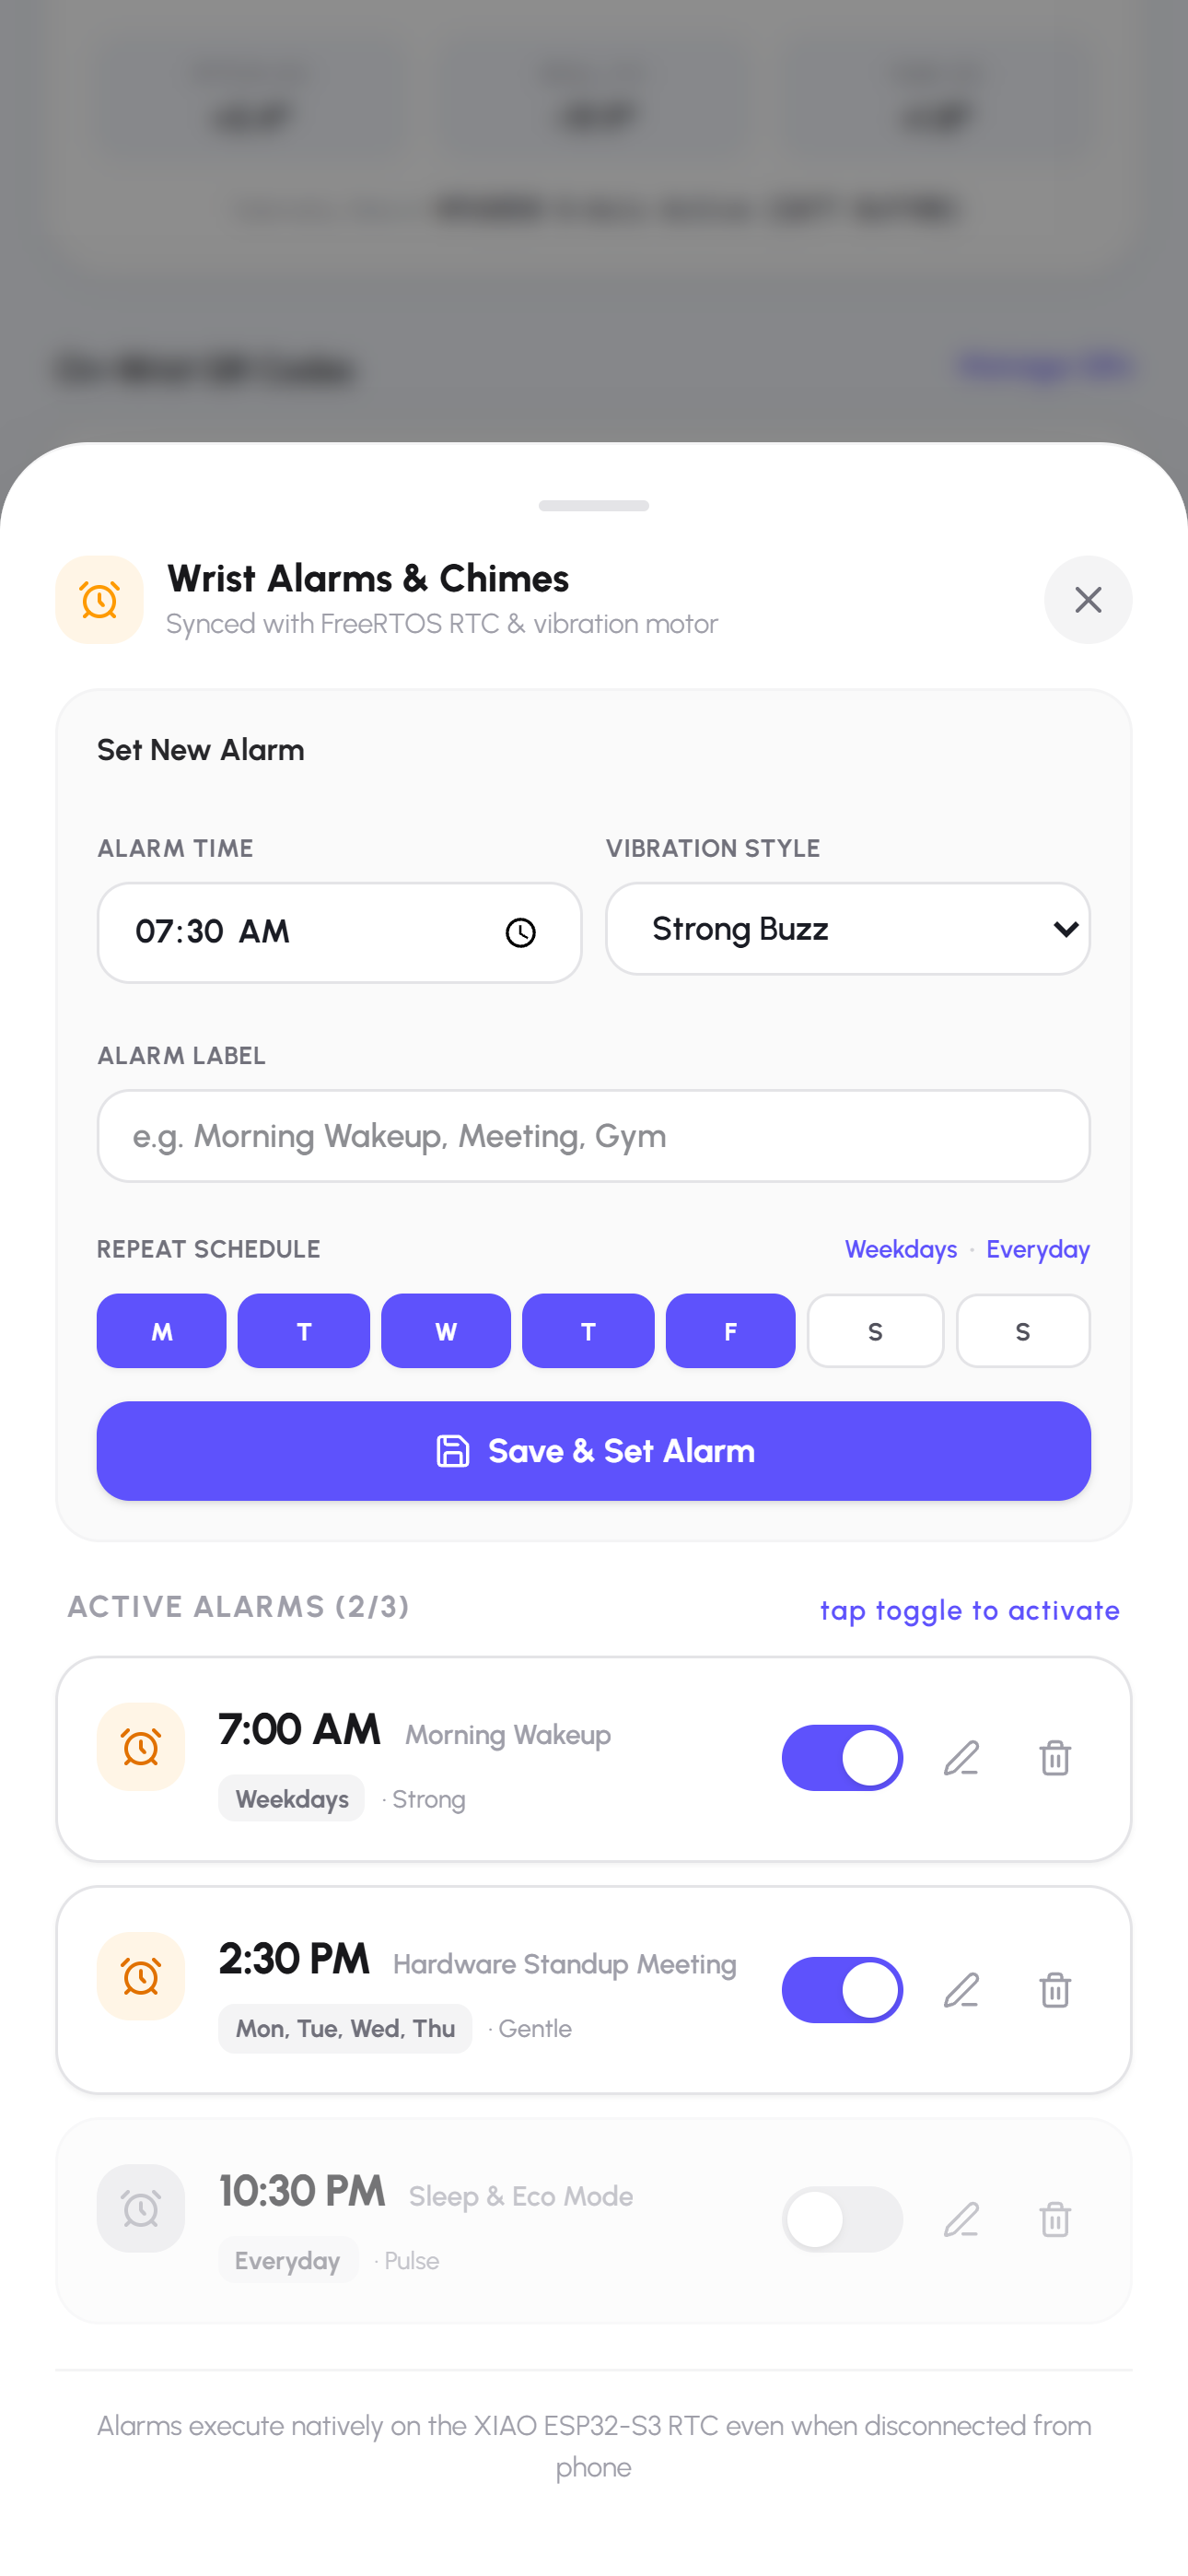 Wrist Alarms & Chimes
Synced with FreeRTOS RTC & vibration motor
Set New Alarm
ALARM TIME
VIBRATION STYLE
07:30 AM
Strong Buzz
ALARM LABEL
e.g. Morning Wakeup, Meeting, Gym
REPEAT SCHEDULE
Weekdays · Everyday
M T W T F S S
Save & Set Alarm
ACTIVE ALARMS (2/3)
tap toggle to activate
7:00 AM Morning Wakeup
Weekdays · Strong
2:30 PM Hardware Standup Meeting
Mon, Tue, Wed, Thu · Gentle
10:30 PM Sleep & Eco Mode
Everyday · Pulse
Alarms execute natively on the XIAO ESP32-S3 RTC even when disconnected from
phone